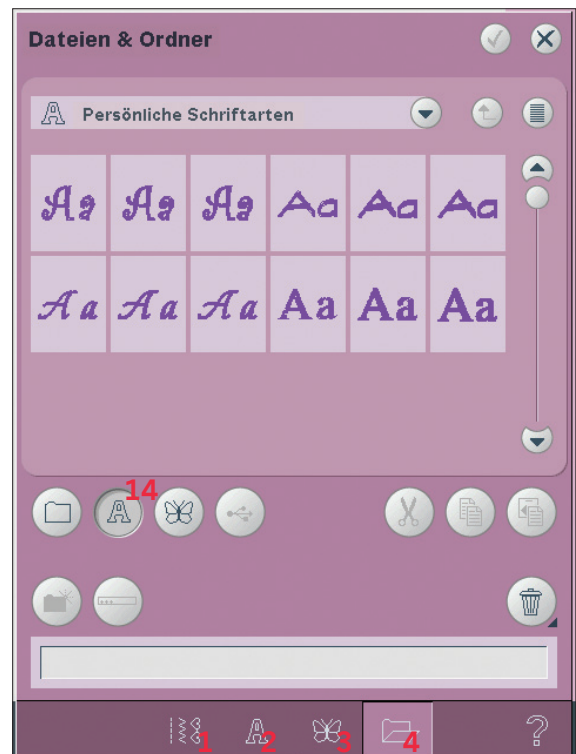 Dateien & Ordner
A Persönliche Schriftarten
Aa Aa Aa Aa Aa Aa
Aa Aa Aa Aa Aa Aa
A 14
1 A 2 3 4 ?